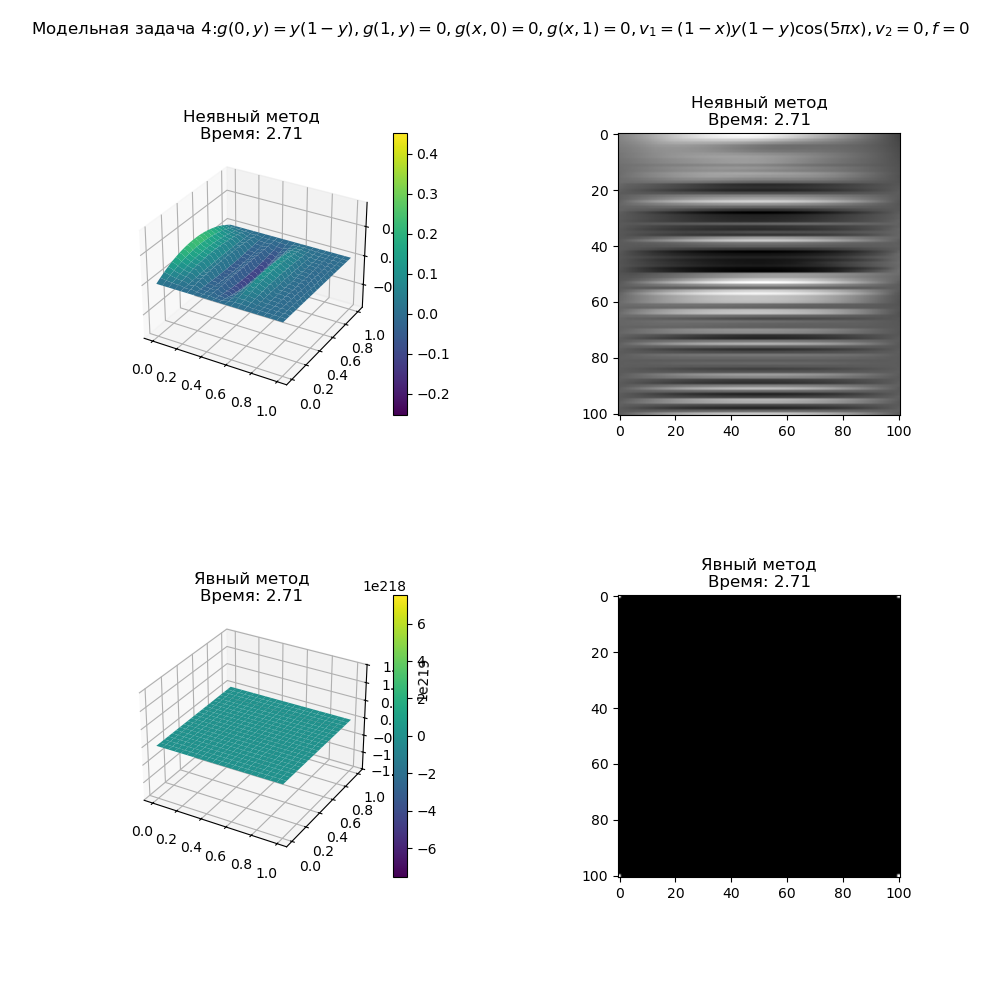 Модельная задача 4:g(0, y) = y(1 − y), g(1, y) = 0, g(x, 0) = 0, g(x, 1) = 0, v₁ = (1 − x)y(1 − y)cos(5πx), v₂ = 0, f = 0
Неявный метод
Время: 2.71
0.4
0.3
0.2
0.1
0.0
−0.1
−0.2
0.0 0.2 0.4 0.6 0.8 1.0
0.0 0.2 0.4 0.6 0.8 1.0
Неявный метод
Время: 2.71
0
20
40
60
80
100
0 20 40 60 80 100
Явный метод
Время: 2.71
1e218
6
4
2
0
−2
−4
−6
1e219
0.0 0.2 0.4 0.6 0.8 1.0
0.0 0.2 0.4 0.6 0.8 1.0
Явный метод
Время: 2.71
0
20
40
60
80
100
0 20 40 60 80 100